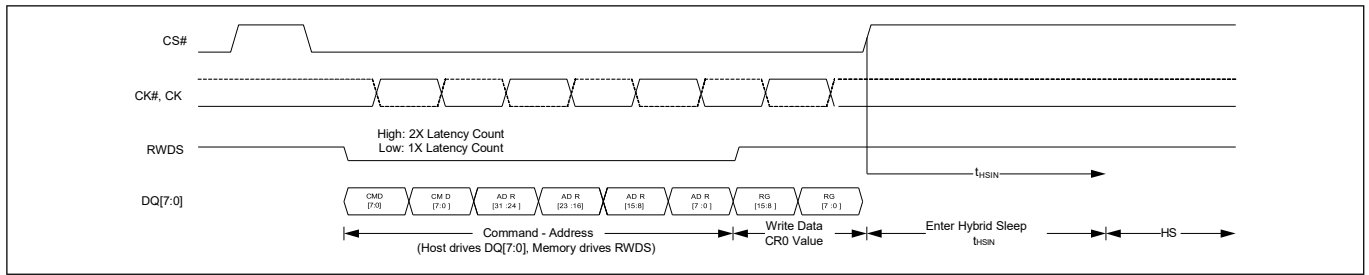 CS#
CK#, CK
High: 2X Latency Count
Low: 1X Latency Count
RWDS
tHSIN
DQ[7:0]
CMD [7:0]
CM D [7:0 ]
AD R [31 :24 ]
AD R [23 :16]
AD R [15:8]
AD R [7 :0 ]
RG [15:8 ]
RG [7 :0 ]
Command - Address
(Host drives DQ[7:0], Memory drives RWDS)
Write Data
CR0 Value
Enter Hybrid Sleep
tHSIN
HS